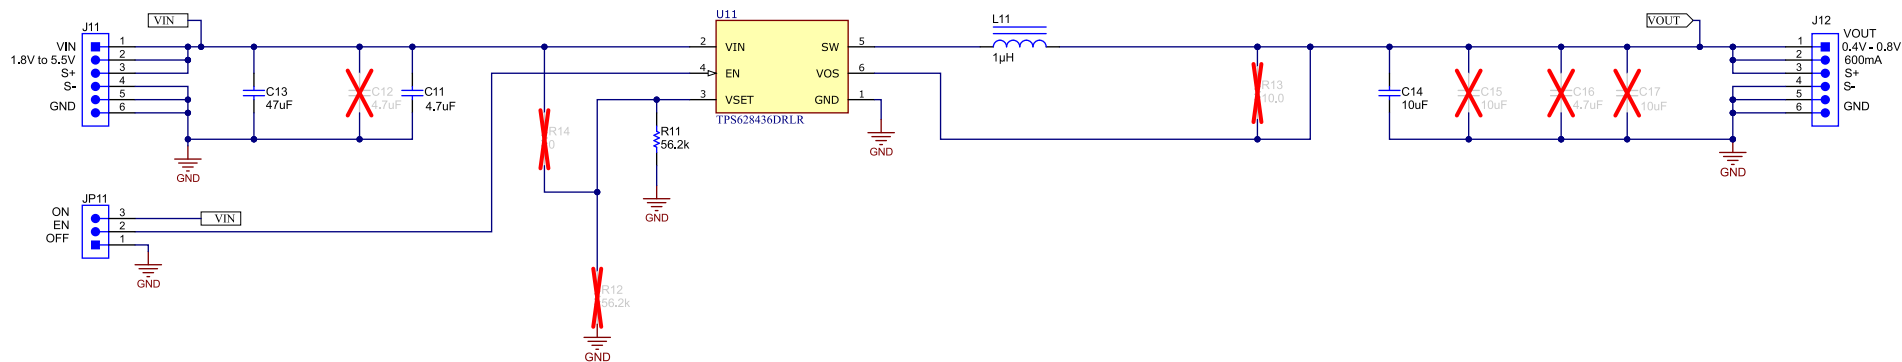 VIN
J11
VIN
1.8V to 5.5V
S+
S-
GND
1
2
3
4
5
6
GND
C13
47uF
C12
4.7uF
C11
4.7uF
JP11
ON
EN
OFF
3
2
1
VIN
GND
R14
0
R11
56.2k
GND
R12
56.2k
GND
U11
2 VIN SW 5
4 EN VOS 6
3 VSET GND 1
TPS628436DRLR
GND
L11
1µH
R13
10.0
C14
10uF
C15
10uF
C16
4.7uF
C17
10uF
VOUT
GND
J12
1
2
3
4
5
6
VOUT
0.4V - 0.8V
600mA
S+
S-
GND